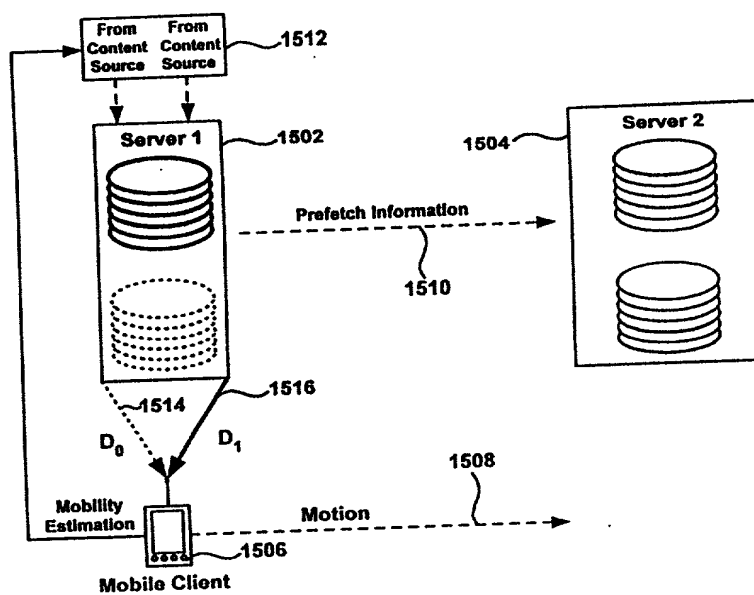 From From
Content Content
Source Source
1512
Server 1
1502
1504
Server 2
Prefetch Information
1510
1514
1516
D0
D1
1508
Mobility
Estimation
Motion
1506
Mobile Client